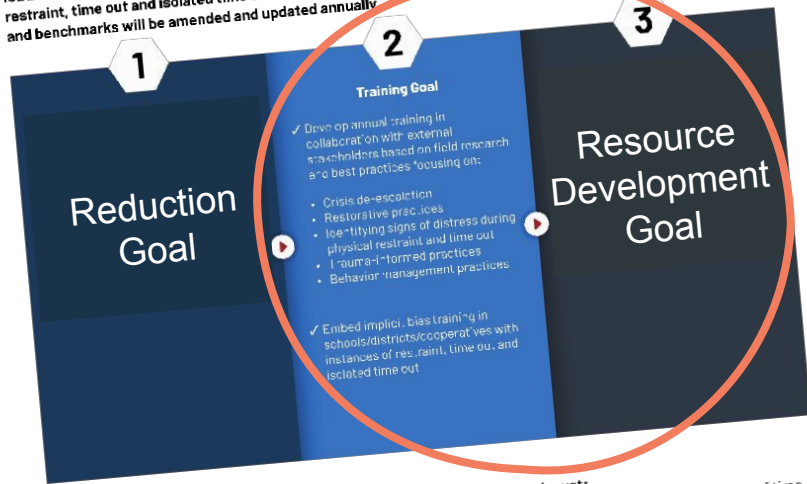 restraint, time out and isolated
and benchmarks will be amended and updated annually
1
2
3
Reduction
Goal
Training Goal
✓ Develop annual training in
collaboration with external
stakeholders based on field research
and best practices focusing on:
• Crisis de-escalation
• Restorative practices
• Identifying signs of distress during
physical restraint and time out
• Trauma-informed practices
• Behavior management practices
✓ Embed implicit bias training in
schools/districts/cooperatives with
instances of restraint, time out and
isolated time out
Resource
Development
Goal